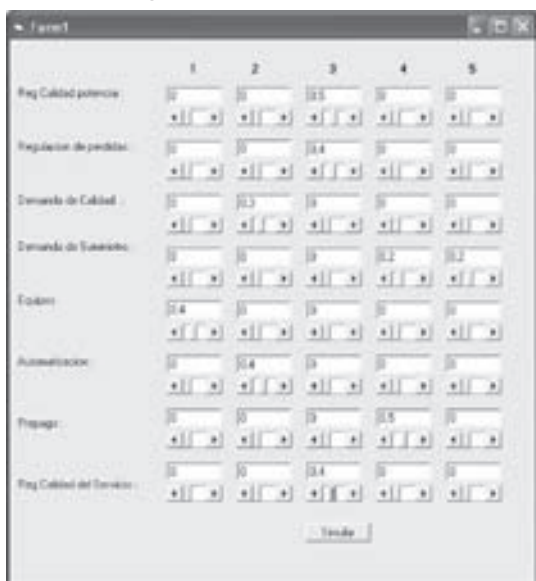 Form1
1 2 3 4 5
Reg Calidad potencia
0 0 0.5 0 0
Regulacion de perdidas
0 0 0.4 0 0
Demanda de Calidad
0 0.3 0 0 0
Demanda de Suministro
0 0 0 0.2 0.2
Equipos
0.4 0 0 0 0
Automatizacion
0 0.4 0 0 0
Prepago
0 0 0 0.5 0
Reg Calidad del Servicio
0 0 0.4 0 0